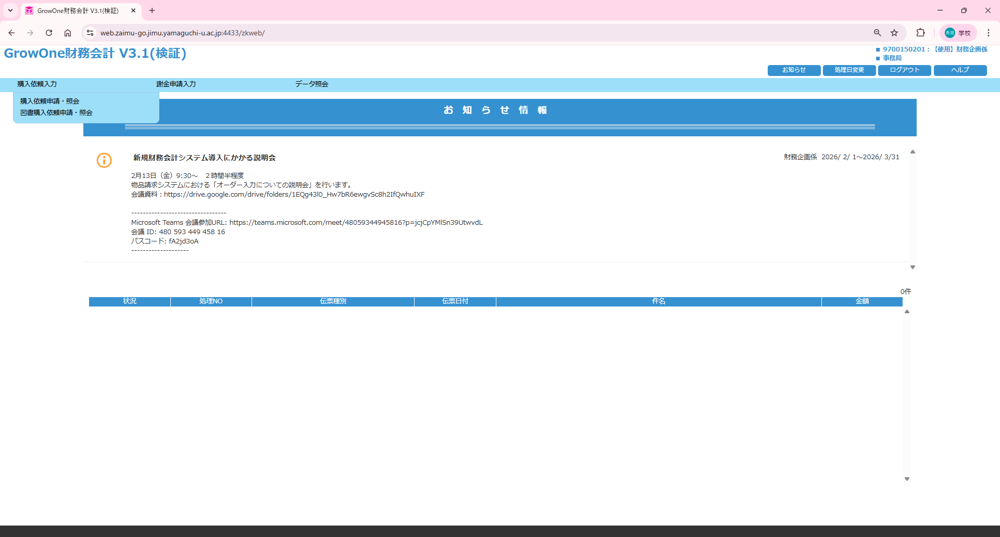 GrowOne財務会計 V3.1(検証)
web.zaimu-go.jimu.yamaguchi-u.ac.jp:4433/zkweb/
秀晃 学校
GrowOne財務会計 V3.1(検証)
■ 9700150201：【使用】財務企画係
■ 事務局
お知らせ 処理日変更 ログアウト ヘルプ
購入依頼入力 謝金申請入力 データ照会
購入依頼申請・照会
図書購入依頼申請・照会
お知らせ情報
新規財務会計システム導入にかかる説明会 財務企画係 2026/ 2/ 1～2026/ 3/31
2月13日（金）9:30～　２時間半程度
物品請求システムにおける「オーダー入力についての説明会」を行います。
会議資料：https://drive.google.com/drive/folders/1EQg43l0_Hw7bR6ewgvSc8h2IfQwhuIXF
---------------------------------
Microsoft Teams 会議参加URL: https://teams.microsoft.com/meet/48059344945816?p=jcjCpYMlSn39UtwvdL
会議 ID: 480 593 449 458 16
パスコード: fA2jd3oA
--------------------
0件
状況 処理NO 伝票種別 伝票日付 件名 金額